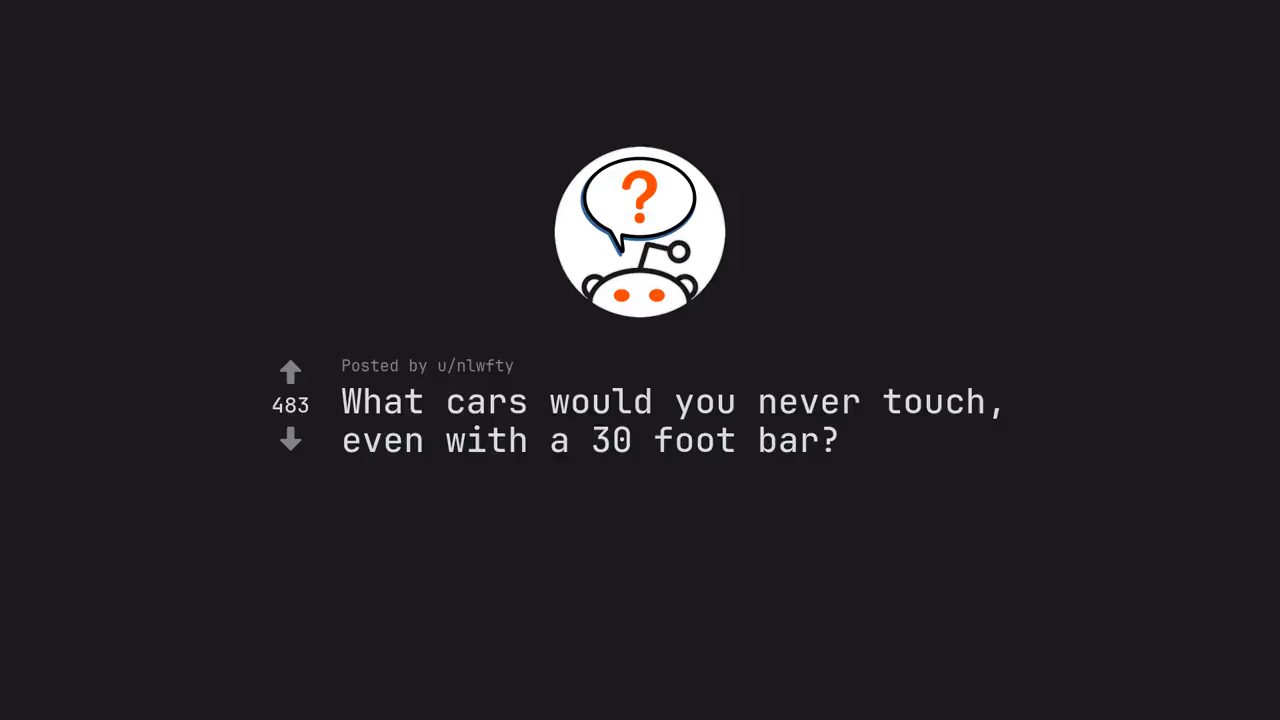 ?
Posted by u/nlwfty
483
What cars would you never touch,
even with a 30 foot bar?